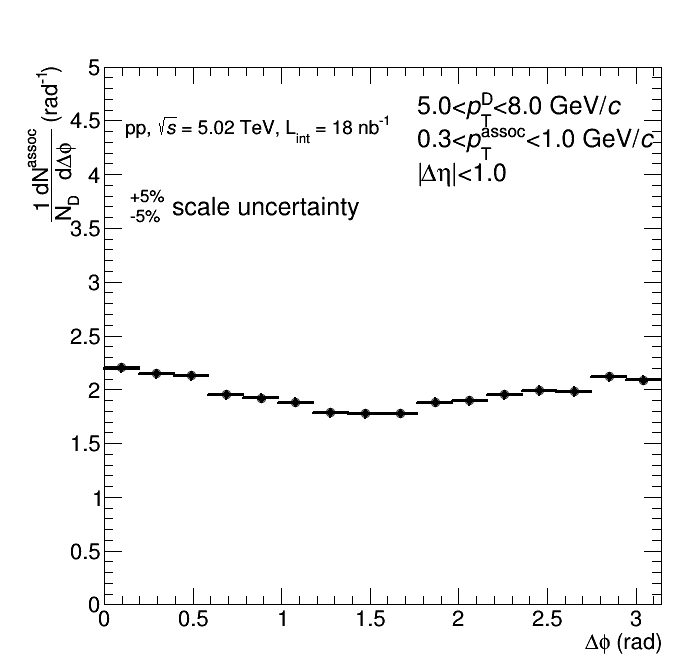 1 dN^assoc / N_D dΔϕ (rad⁻¹)
pp, √s = 5.02 TeV, L_int = 18 nb⁻¹
5.0<p_T^D<8.0 GeV/c
0.3<p_T^assoc<1.0 GeV/c
|Δη|<1.0
+5%
-5% scale uncertainty
5
4.5
4
3.5
3
2.5
2
1.5
1
0.5
0
0 0.5 1 1.5 2 2.5 3
Δϕ (rad)